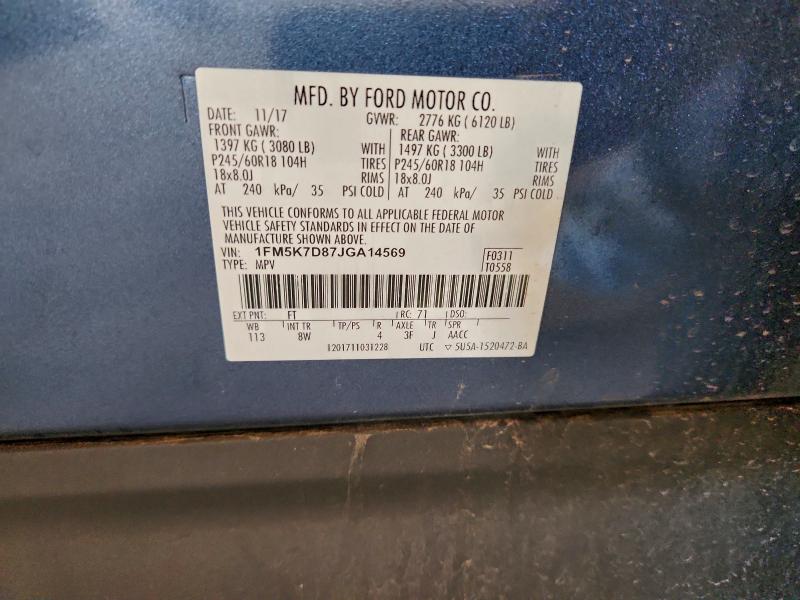 MFD. BY FORD MOTOR CO.
DATE: 11/17 GVWR: 2776 KG ( 6120 LB)
FRONT GAWR: REAR GAWR:
1397 KG ( 3080 LB) WITH 1497 KG ( 3300 LB) WITH
P245/60R18 104H TIRES P245/60R18 104H TIRES
18x8.0J RIMS 18x8.0J RIMS
AT 240 kPa/ 35 PSI COLD AT 240 kPa/ 35 PSI COLD
THIS VEHICLE CONFORMS TO ALL APPLICABLE FEDERAL MOTOR
VEHICLE SAFETY STANDARDS IN EFFECT ON THE DATE OF
MANUFACTURE SHOWN ABOVE.
VIN: 1FM5K7D87JGA14569 F0311
TYPE: MPV T0558
EXT PNT: FT RC: 71 DSO:
WB INT TR TP/PS R AXLE TR SPR
113 8W 4 3F J AACC
1201711031228 UTC ▽ 5U5A-1520472-BA